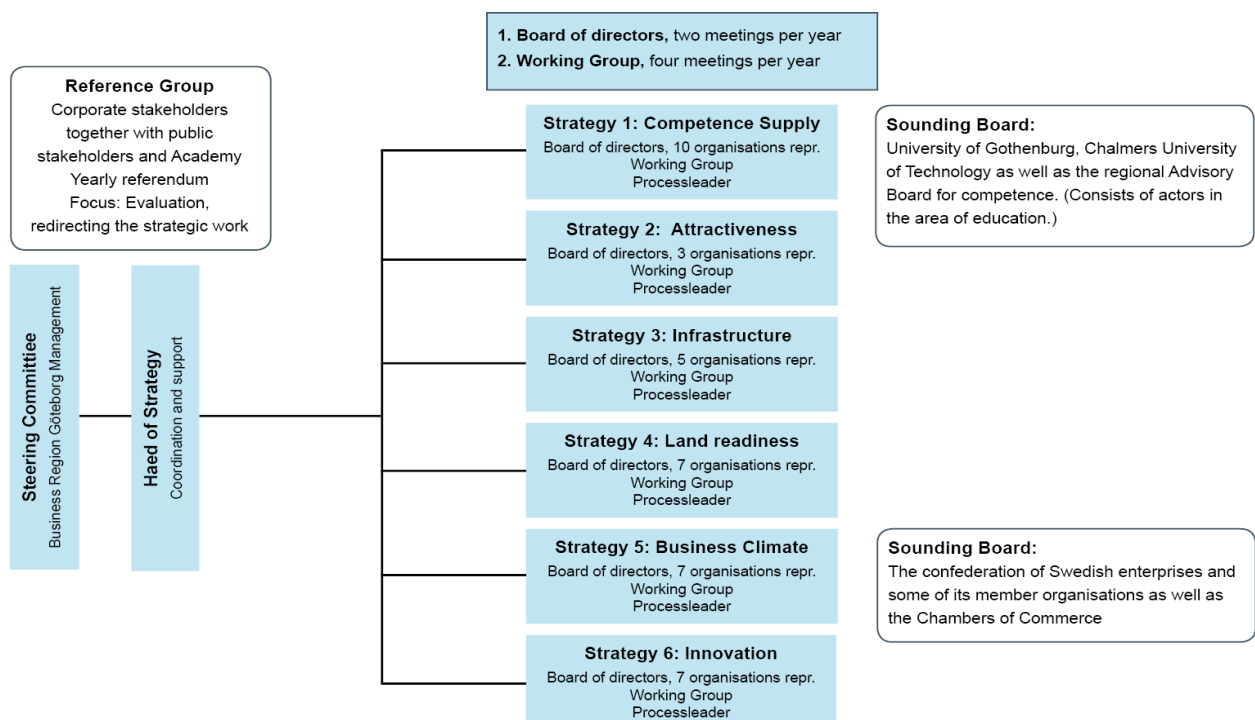 1. Board of directors, two meetings per year
2. Working Group, four meetings per year
Reference Group
Corporate stakeholders
together with public
stakeholders and Academy
Yearly referendum
Focus: Evaluation,
redirecting the strategic work
Steering Committiee
Business Region Göteborg Management
Haed of Strategy
Coordination and support
Strategy 1: Competence Supply
Board of directors, 10 organisations repr.
Working Group
Processleader
Strategy 2: Attractiveness
Board of directors, 3 organisations repr.
Working Group
Processleader
Strategy 3: Infrastructure
Board of directors, 5 organisations repr.
Working Group
Processleader
Strategy 4: Land readiness
Board of directors, 7 organisations repr.
Working Group
Processleader
Strategy 5: Business Climate
Board of directors, 7 organisations repr.
Working Group
Processleader
Strategy 6: Innovation
Board of directors, 7 organisations repr.
Working Group
Processleader
Sounding Board:
University of Gothenburg, Chalmers University
of Technology as well as the regional Advisory
Board for competence. (Consists of actors in
the area of education.)
Sounding Board:
The confederation of Swedish enterprises and
some of its member organisations as well as
the Chambers of Commerce